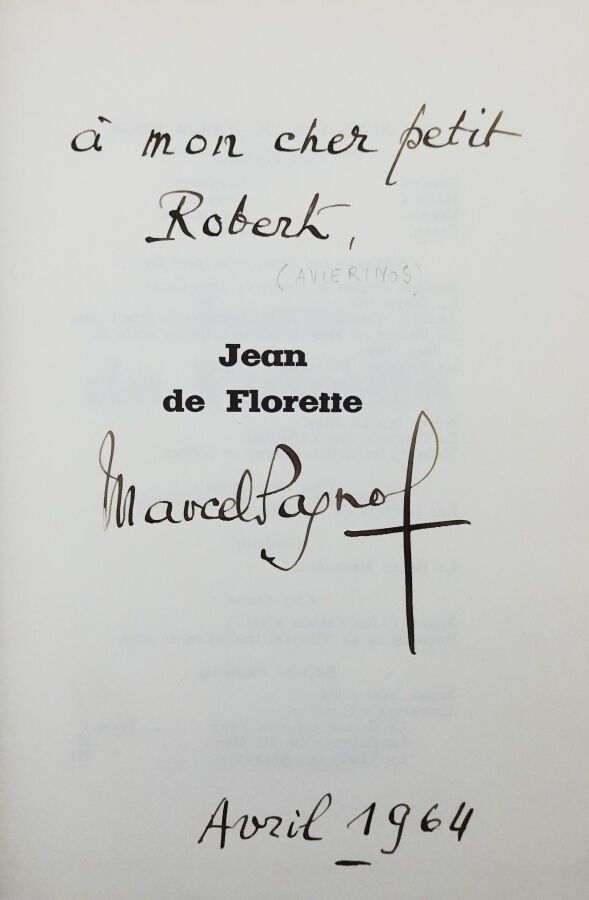 à mon cher petit
Robert,
(AVIERINOS)
Jean
de Florette
Marcel Pagnol
Avril 1964